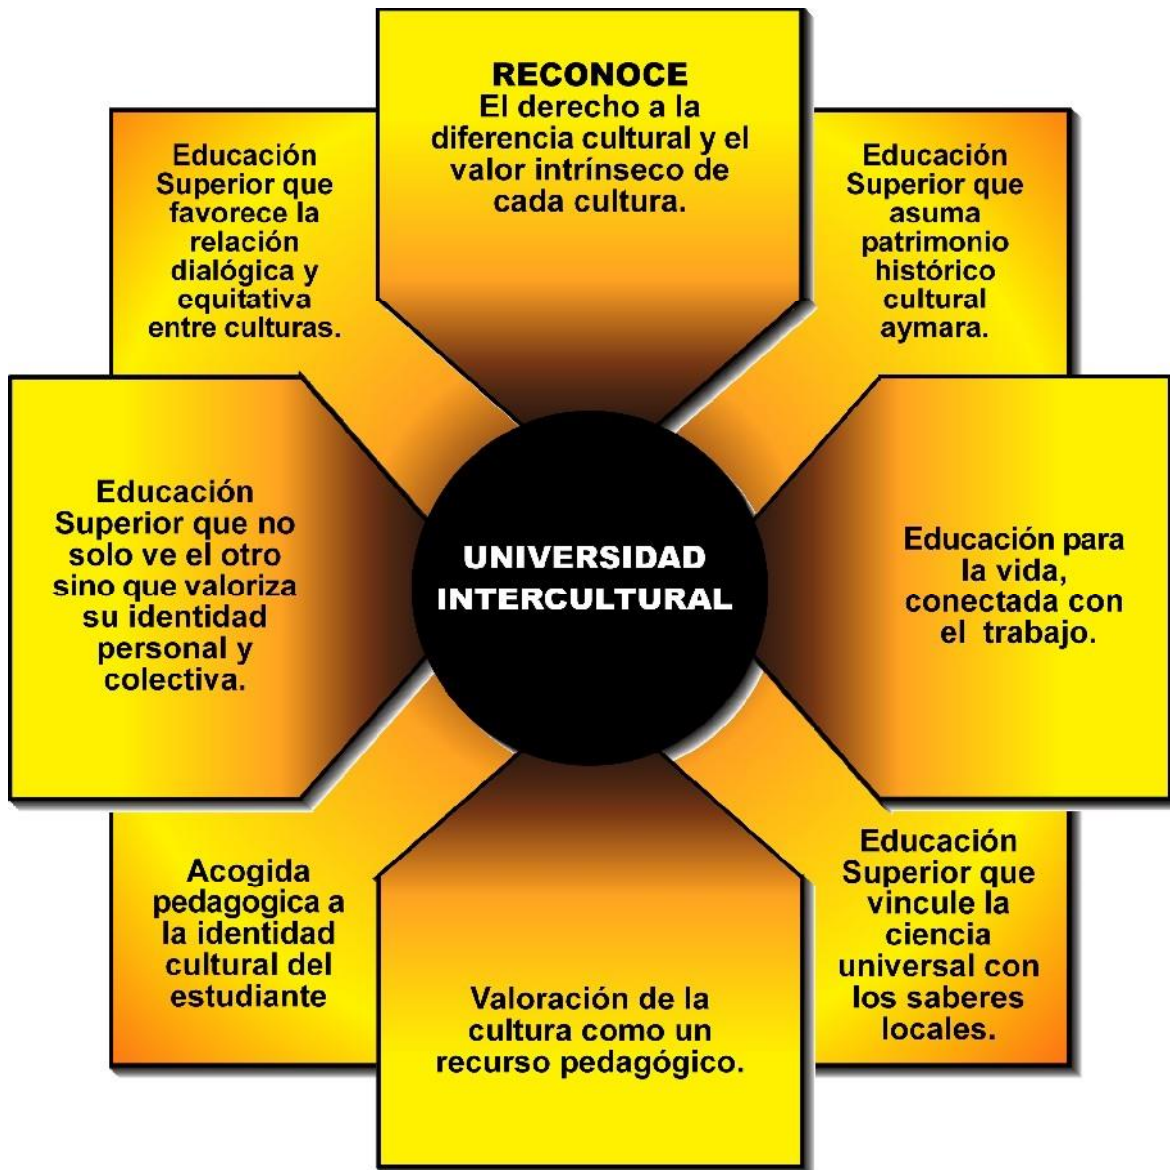 RECONOCE
El derecho a la
diferencia cultural y el
valor intrínseco de
cada cultura.
Educación
Superior que
favorece la
relación
dialógica y
equitativa
entre culturas.
Educación
Superior que
asuma
patrimonio
histórico
cultural
aymara.
Educación
Superior que no
solo ve el otro
sino que valoriza
su identidad
personal y
colectiva.
UNIVERSIDAD
INTERCULTURAL
Educación para
la vida,
conectada con
el trabajo.
Acogida
pedagogica a
la identidad
cultural del
estudiante
Valoración de la
cultura como un
recurso pedagógico.
Educación
Superior que
vincule la
ciencia
universal con
los saberes
locales.